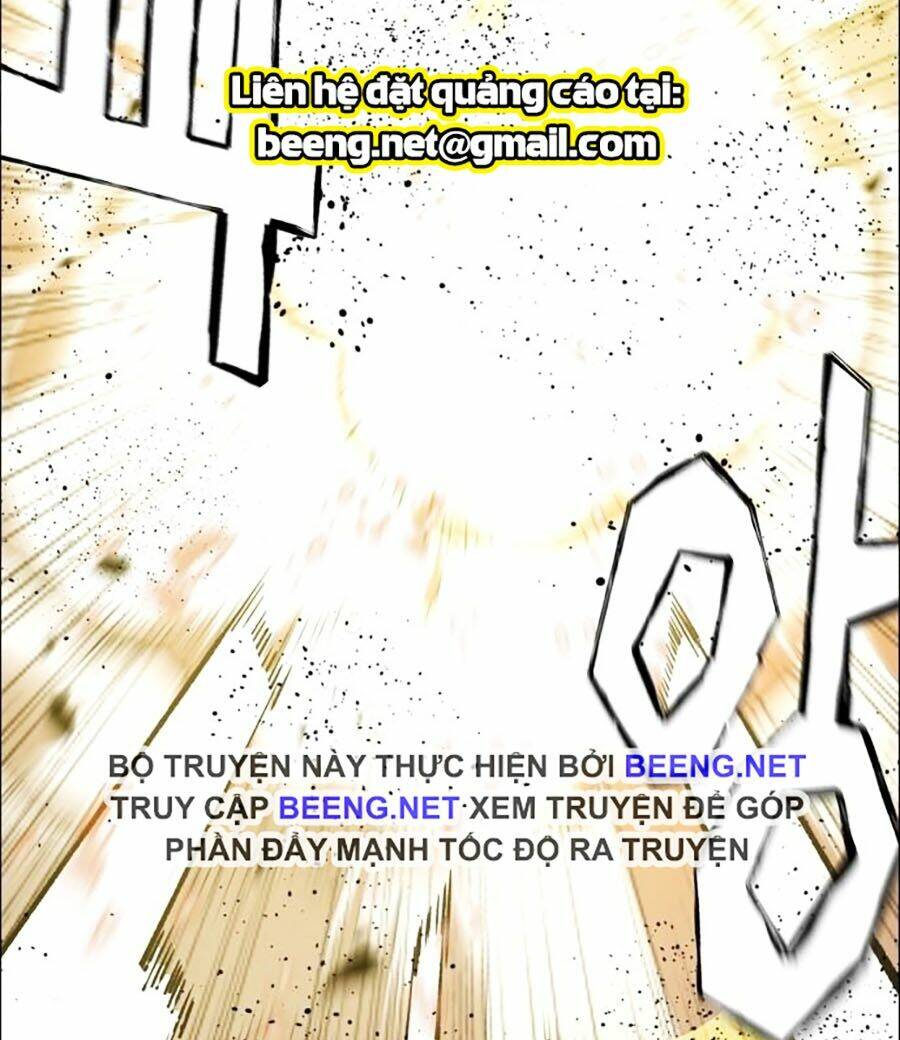 Liên hệ đặt quảng cáo tại:
beeng.net@gmail.com
BỘ TRUYỆN NÀY THỰC HIỆN BỞI BEENG.NET
TRUY CẬP BEENG.NET XEM TRUYỆN ĐỂ GÓP
PHẦN ĐẨY MẠNH TỐC ĐỘ RA TRUYỆN